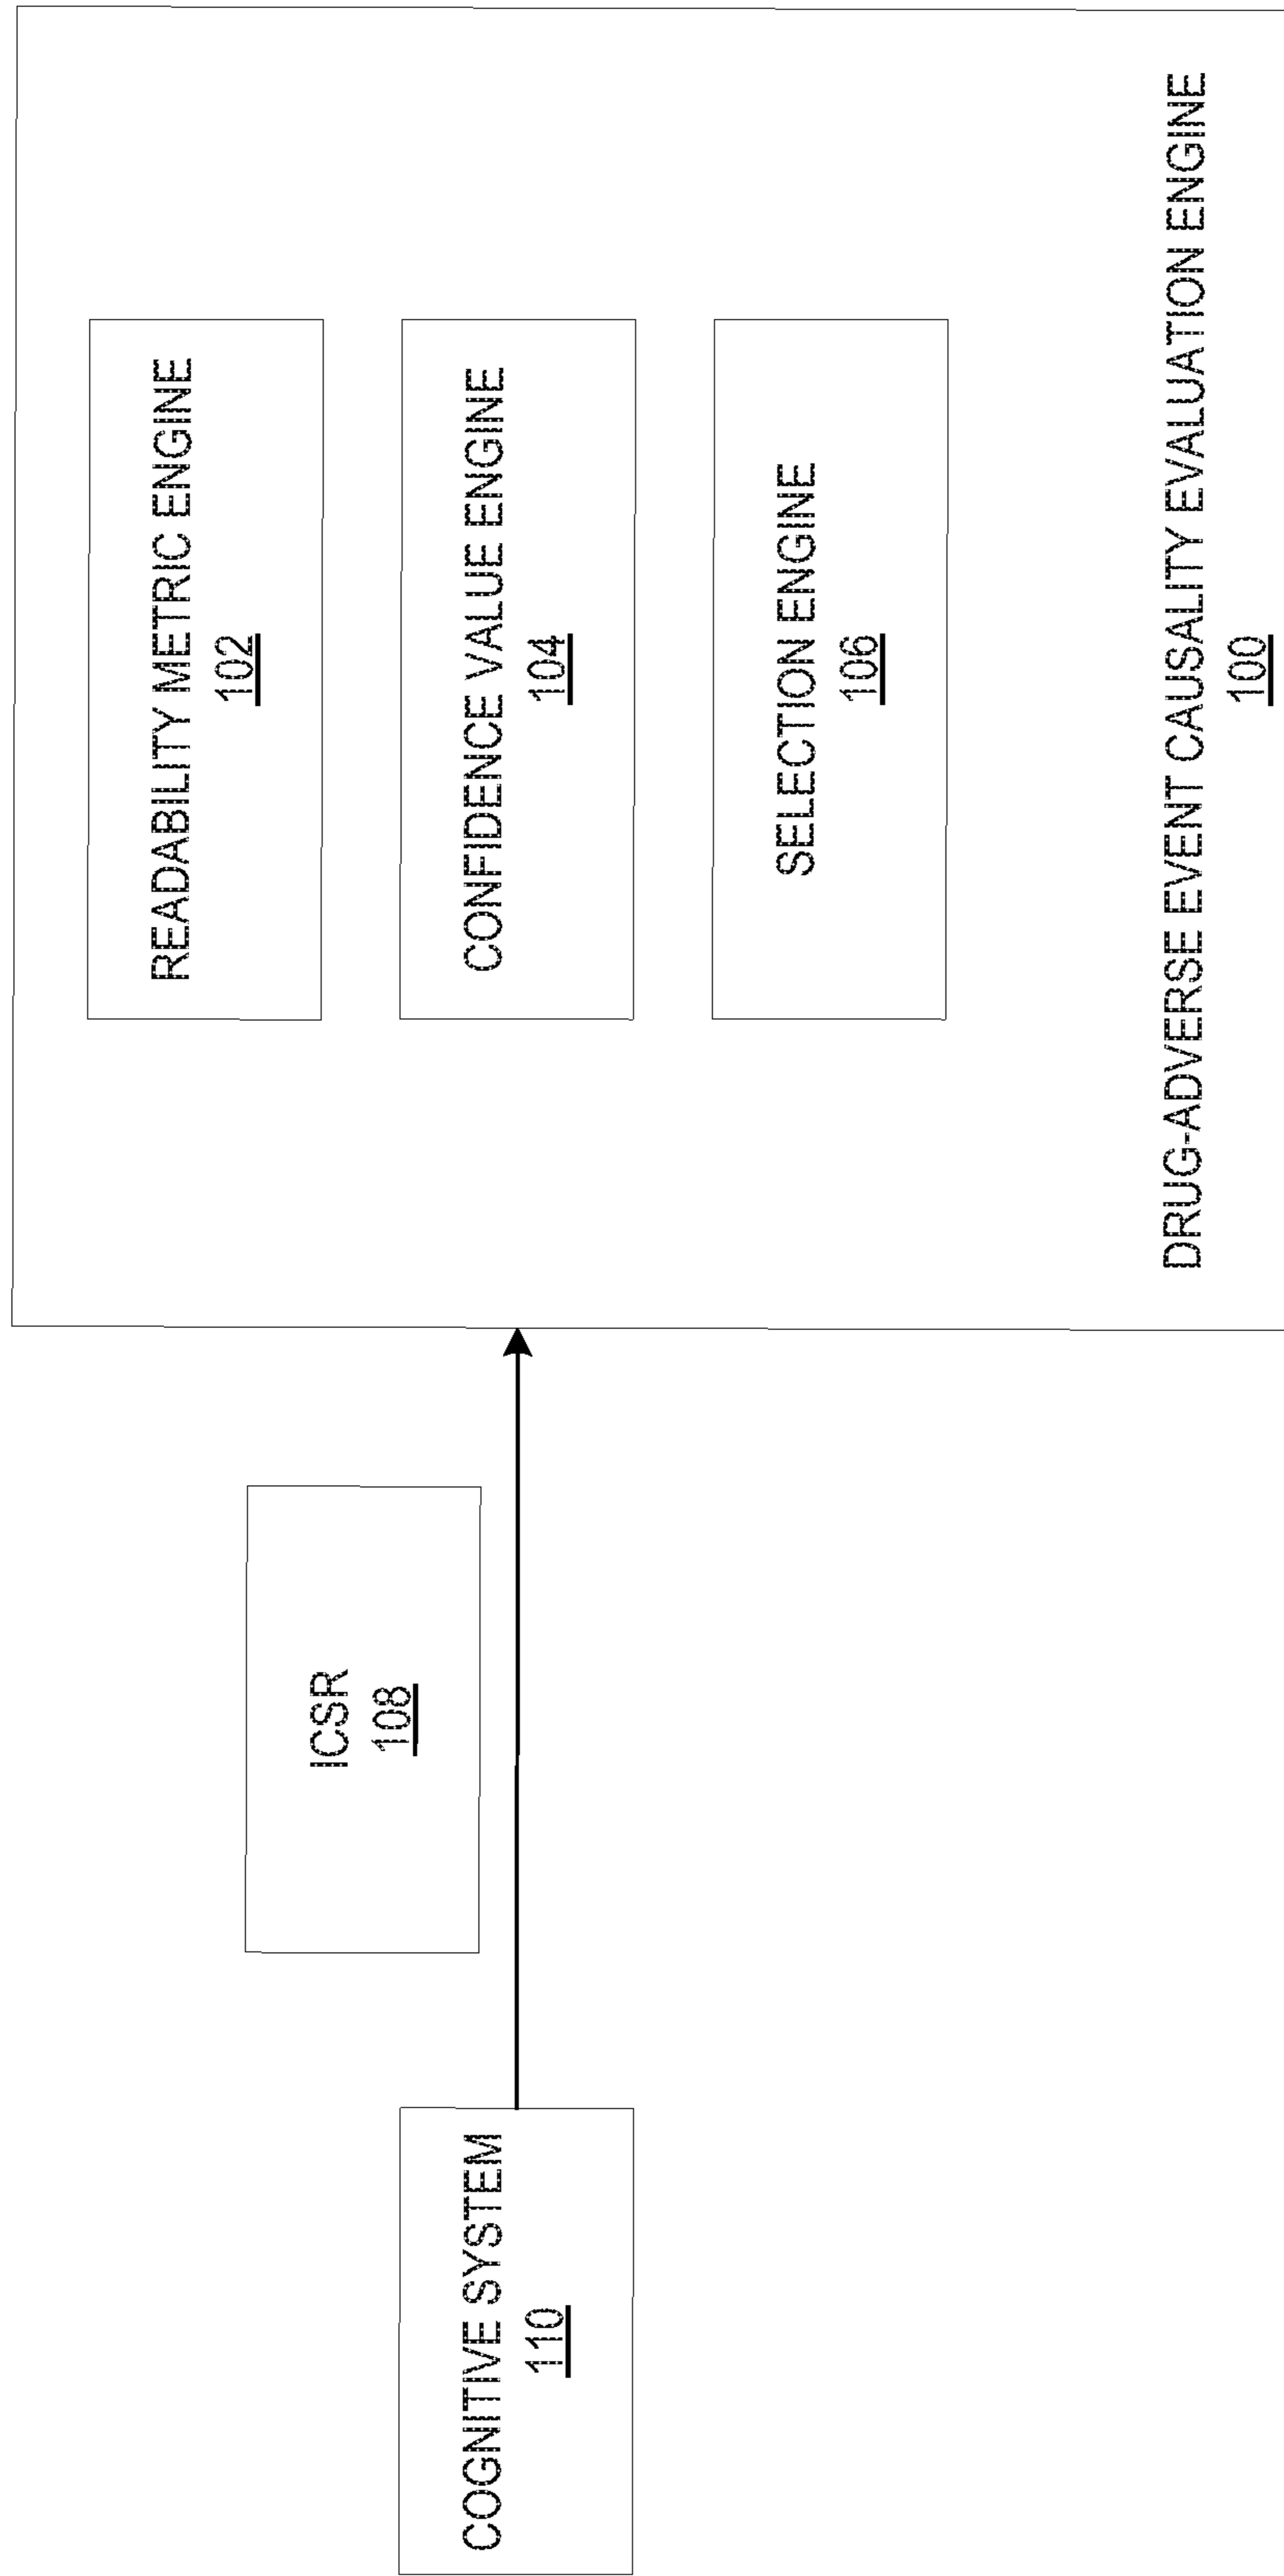 COGNITIVE SYSTEM
110
ICSR
108
READABILITY METRIC ENGINE
102
CONFIDENCE VALUE ENGINE
104
SELECTION ENGINE
106
DRUG-ADVERSE EVENT CAUSALITY EVALUATION ENGINE
100